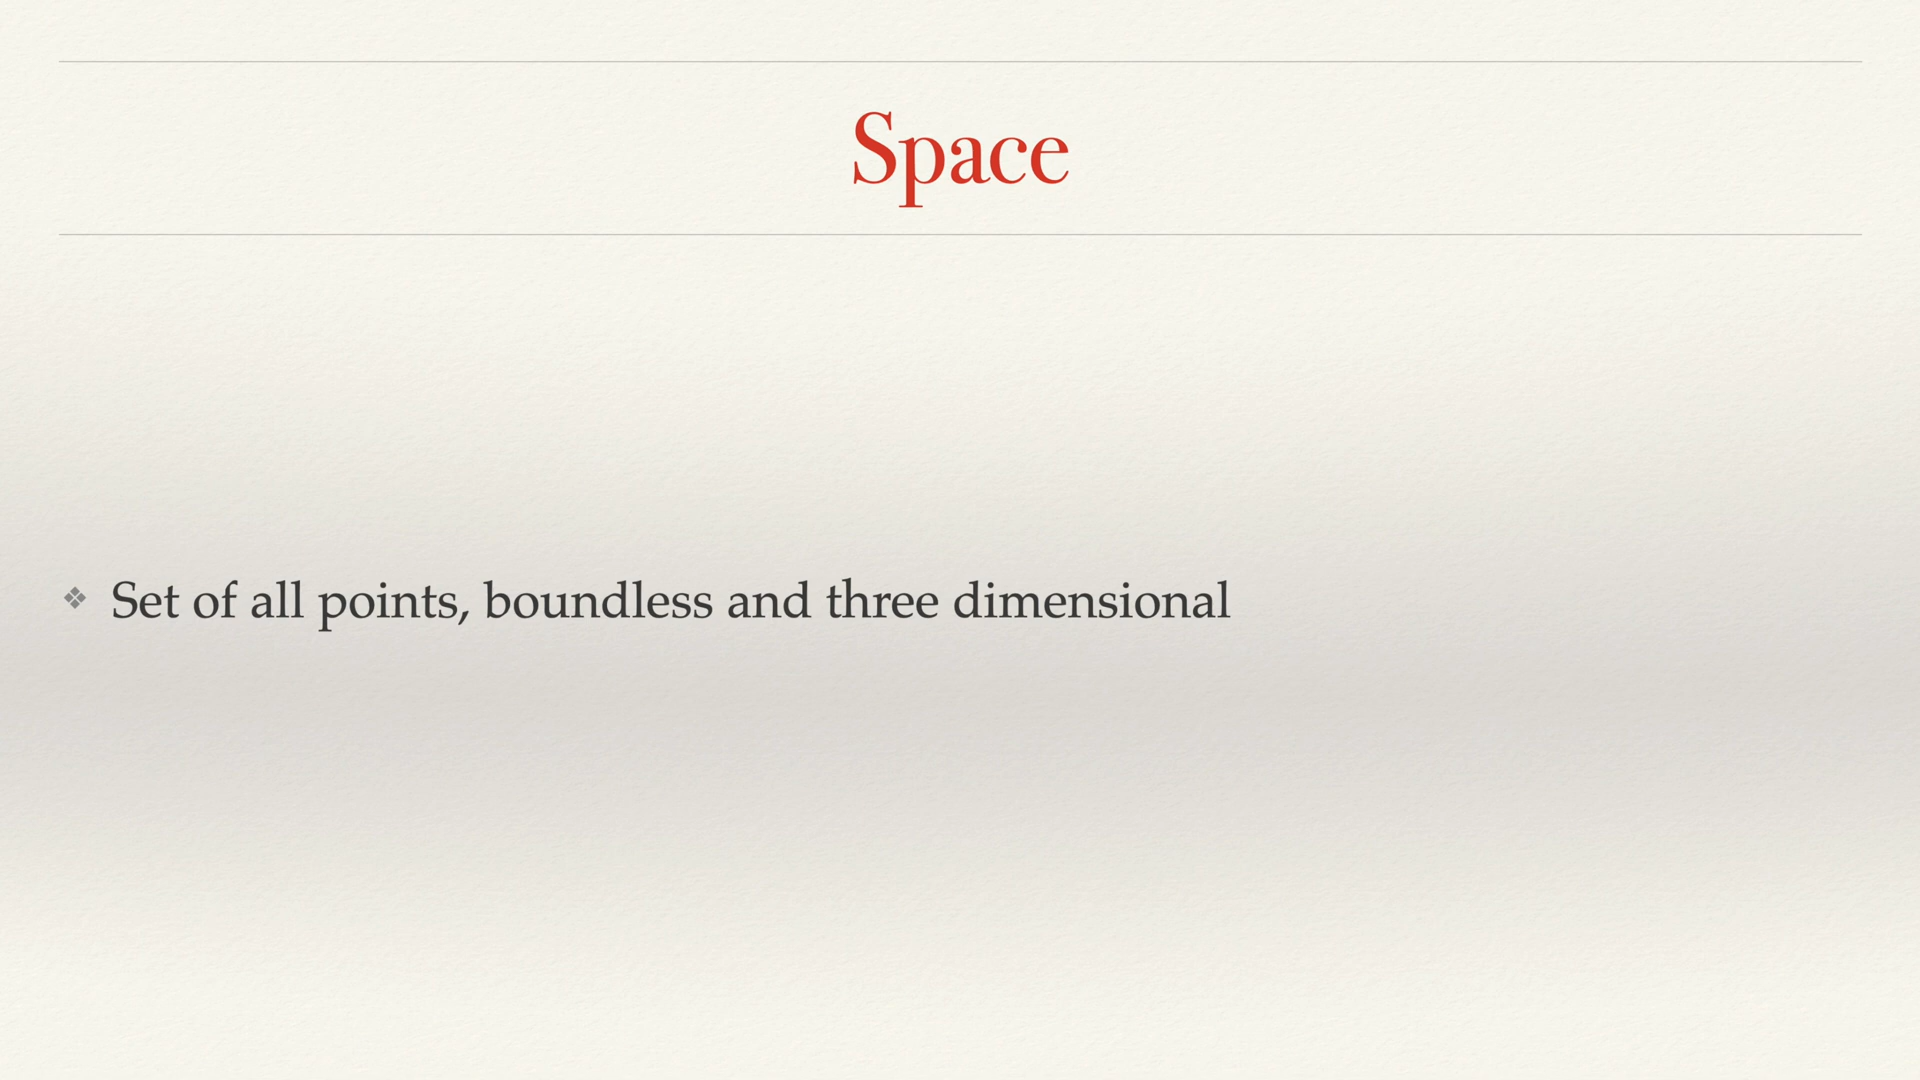 Space
❖ Set of all points, boundless and three dimensional